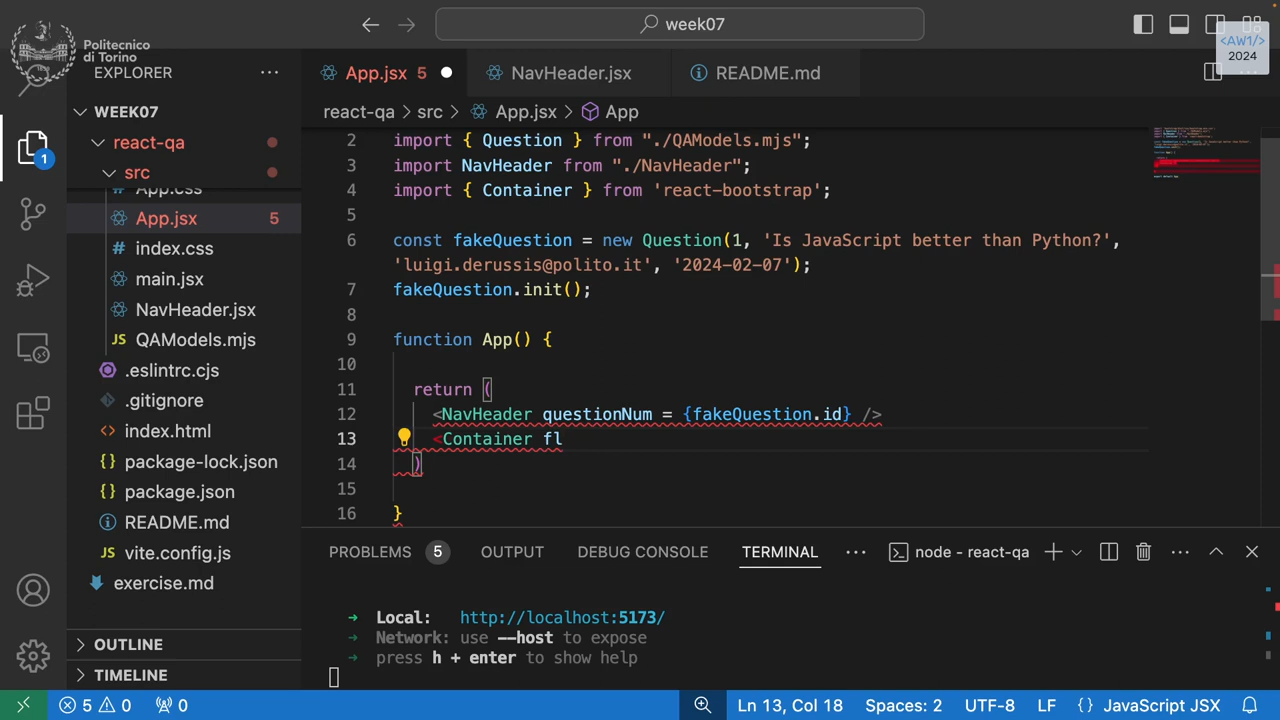 week07
Politecnico
di Torino
<AW1/>
2024
EXPLORER
App.jsx 5
NavHeader.jsx
README.md
WEEK07
react-qa > src > App.jsx > App
react-qa
src
App.css
App.jsx 5
index.css
main.jsx
NavHeader.jsx
JS QAModels.mjs
.eslintrc.cjs
.gitignore
index.html
package-lock.json
package.json
README.md
vite.config.js
exercise.md
OUTLINE
TIMELINE
1
2 import { Question } from "./QAModels.mjs";
3 import NavHeader from "./NavHeader";
4 import { Container } from 'react-bootstrap';
5
6 const fakeQuestion = new Question(1, 'Is JavaScript better than Python?',
'luigi.derussis@polito.it', '2024-02-07');
7 fakeQuestion.init();
8
9 function App() {
10
11 return (
12 <NavHeader questionNum = {fakeQuestion.id} />
13 <Container fl
14 )
15
16 }
PROBLEMS 5 OUTPUT DEBUG CONSOLE TERMINAL ··· node - react-qa
➜ Local: http://localhost:5173/
➜ Network: use --host to expose
➜ press h + enter to show help
5 0 0 Ln 13, Col 18 Spaces: 2 UTF-8 LF {} JavaScript JSX